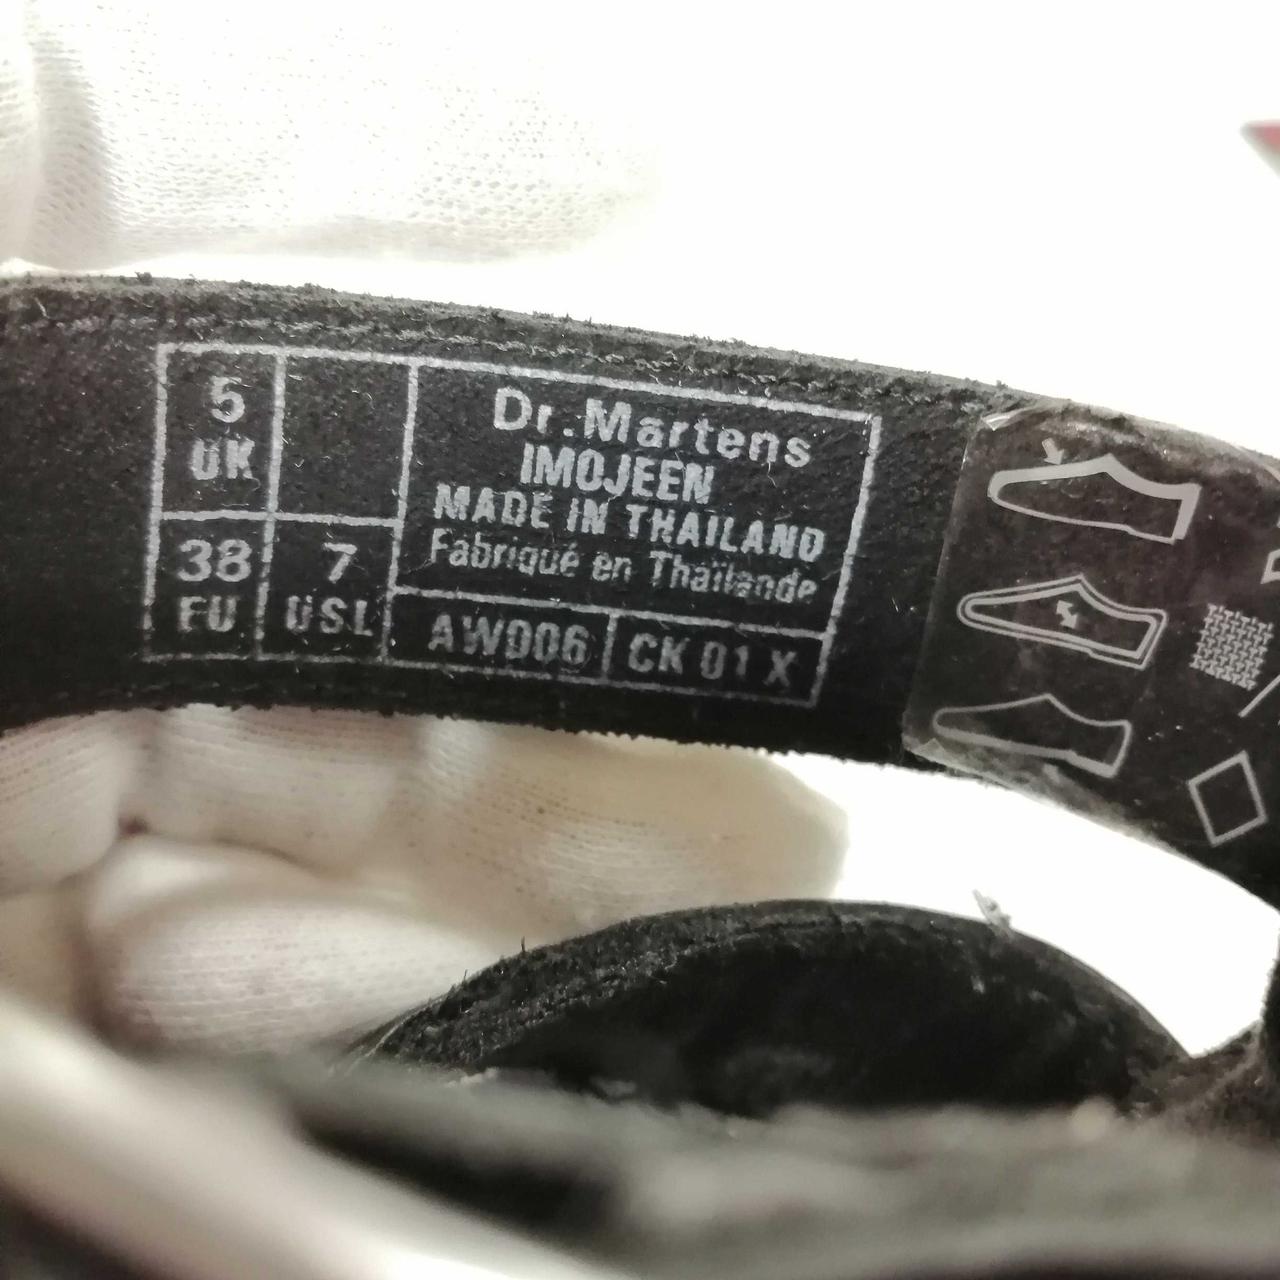 5
UK
38
EU
7
USL
Dr.Martens
IMOJEEN
MADE IN THAILAND
Fabriqué en Thaïlande
AW006
CK 01 X